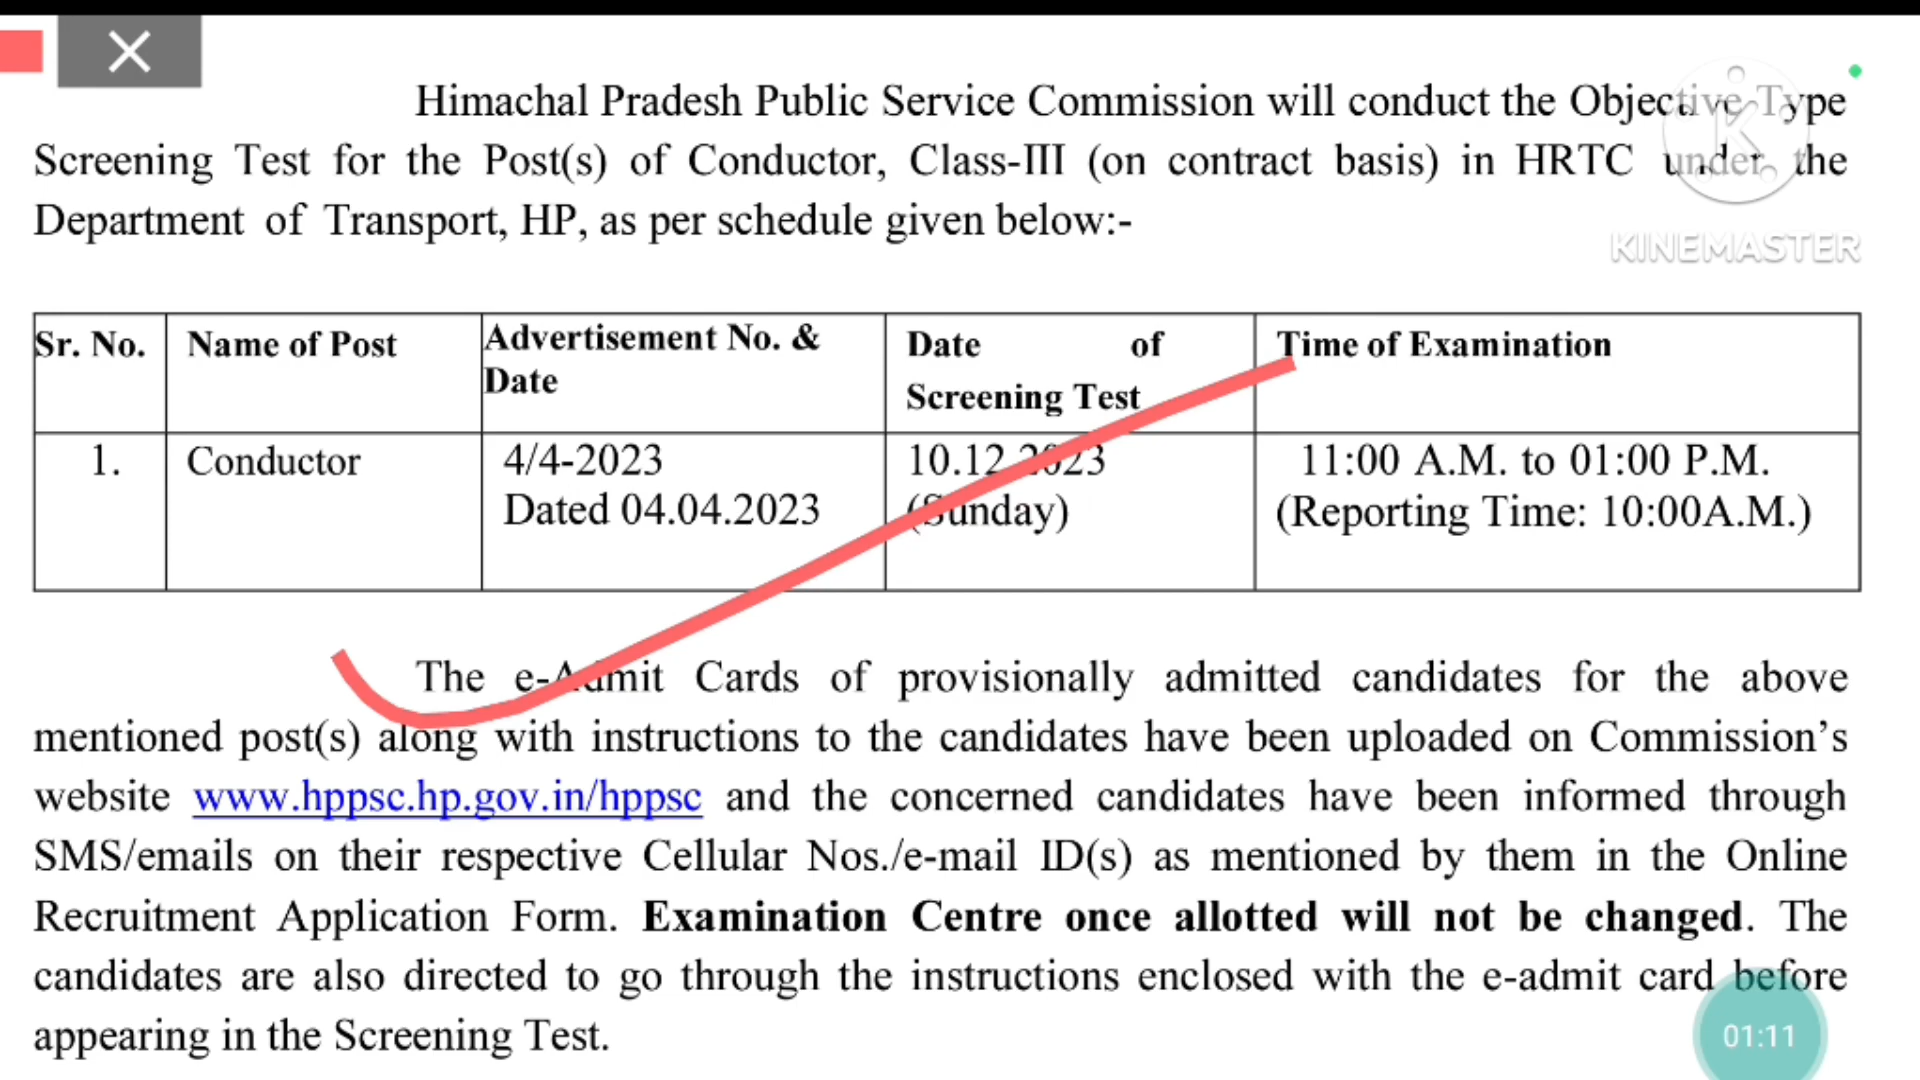 Himachal Pradesh Public Service Commission will conduct the Objective Type
Screening Test for the Post(s) of Conductor, Class-III (on contract basis) in HRTC under the
Department of Transport, HP, as per schedule given below:-
KINEMASTER
Sr. No. Name of Post Advertisement No. & Date Date of Screening Test Time of Examination
1. Conductor 4/4-2023 10.12.2023 11:00 A.M. to 01:00 P.M.
Dated 04.04.2023 (Sunday) (Reporting Time: 10:00A.M.)
The e-Admit Cards of provisionally admitted candidates for the above
mentioned post(s) along with instructions to the candidates have been uploaded on Commission’s
website www.hppsc.hp.gov.in/hppsc and the concerned candidates have been informed through
SMS/emails on their respective Cellular Nos./e-mail ID(s) as mentioned by them in the Online
Recruitment Application Form. Examination Centre once allotted will not be changed. The
candidates are also directed to go through the instructions enclosed with the e-admit card before
appearing in the Screening Test.
01:11